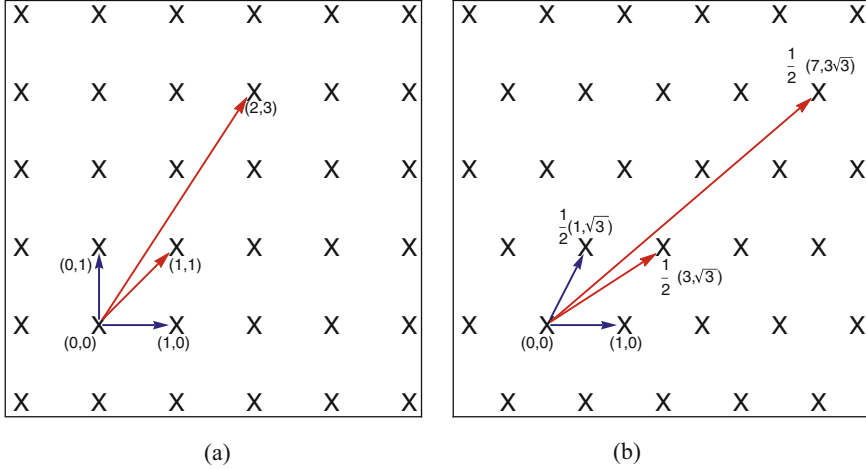 X X X X X X
X X X X X X
(2,3)
X X X X X X
X X X X X X
(0,1) (1,1)
X X X X X X
(0,0) (1,0)
X X X X X X
(a)
X X X X X X
1/2 (7,3√3)
X X X X X
X X X X X X
1/2 (1,√3)
X X X X X
1/2 (3,√3)
X X X X X X
(0,0) (1,0)
X X X X X
(b)